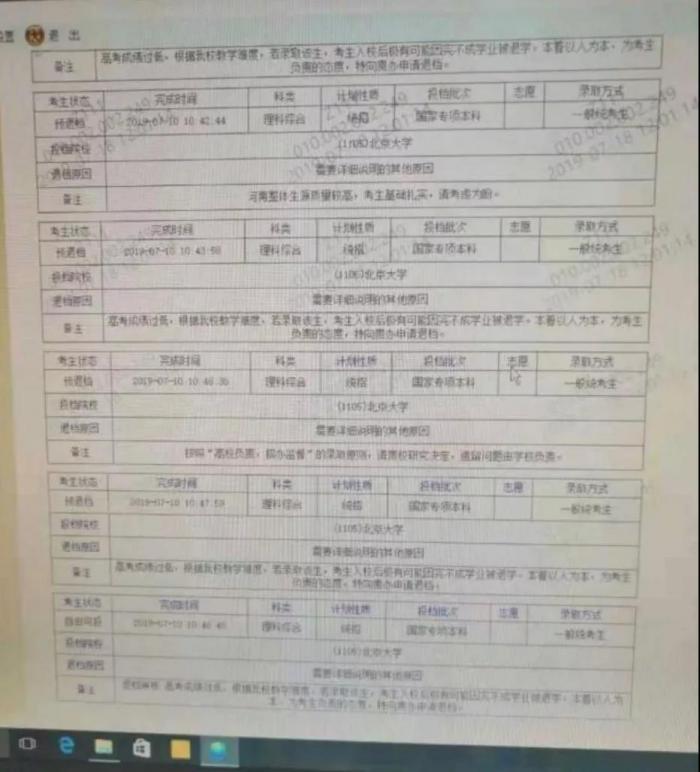 退 出
备注 高考成绩过低，根据我校教学难度，若录取该生，考生入校后极有可能因完不成学业被退学，本着以人为本、为考生
负责的态度，特向贵办申请退档。
考生状态 完成时间 科类 计划性质 投档批次 志愿 录取方式
预退档 2019-07-10 10:42:44 理科综合 统招 国家专项本科 一般统考生
投档院校 (1105)北京大学
退档原因 需要详细说明的其他原因
备注 河南整体生源质量较高，考生基础扎实，请考虑为盼。
考生状态 完成时间 科类 计划性质 投档批次 志愿 录取方式
预退档 2019-07-10 10:43:58 理科综合 统招 国家专项本科 一般统考生
投档院校 (1105)北京大学
退档原因 需要详细说明的其他原因
备注 高考成绩过低，根据我校教学难度，若录取该生，考生入校后极有可能因完不成学业被退学，本着以人为本、为考生
负责的态度，特向贵办申请退档。
考生状态 完成时间 科类 计划性质 投档批次 志愿 录取方式
预退档 2019-07-10 10:46:35 理科综合 统招 国家专项本科 一般统考生
投档院校 (1105)北京大学
退档原因 需要详细说明的其他原因
备注 按照“高校负责，招办监督”的录取原则，请贵校研究决定，遗留问题由学校负责。
考生状态 完成时间 科类 计划性质 投档批次 志愿 录取方式
预退档 2019-07-10 10:47:59 理科综合 统招 国家专项本科 一般统考生
投档院校 (1105)北京大学
退档原因 需要详细说明的其他原因
备注 高考成绩过低，根据我校教学难度，若录取该生，考生入校后极有可能因完不成学业被退学，本着以人为本、为考生
负责的态度，特向贵办申请退档。
考生状态 完成时间 科类 计划性质 投档批次 志愿 录取方式
自由可投 理科综合 统招 国家专项本科 一般统考生
投档院校 (1105)北京大学
退档原因 需要详细说明的其他原因
备注 退档审核:高考成绩过低，根据我校教学难度，若录取该生，考生入校后极有可能因完不成学业被退学，本着以人为
本、为考生负责的态度，特向贵办申请退档。
010.002.002.249
2019-07-18 12:01:14